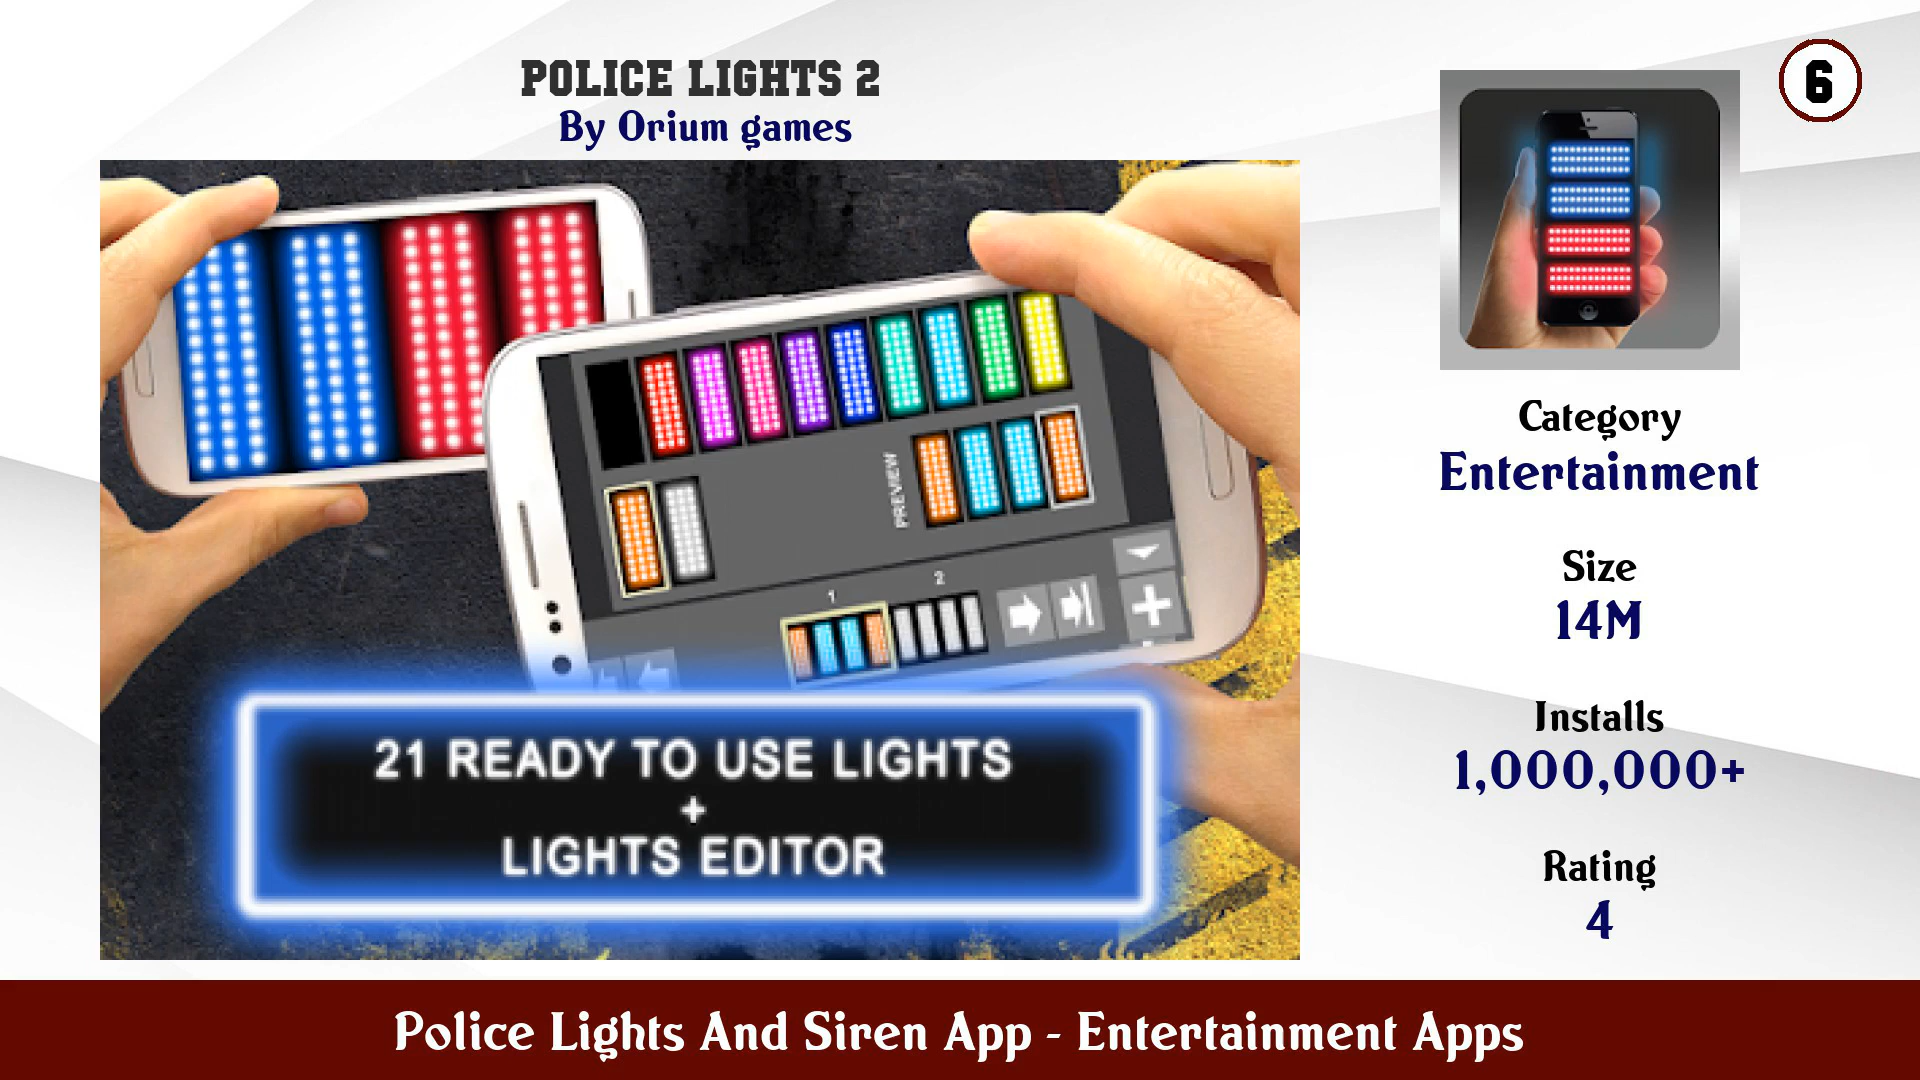 POLICE LIGHTS 2
By Orium games
6
PREVIEW
1
2
21 READY TO USE LIGHTS
+
LIGHTS EDITOR
Category
Entertainment
Size
14M
Installs
1,000,000+
Rating
4
Police Lights And Siren App - Entertainment Apps